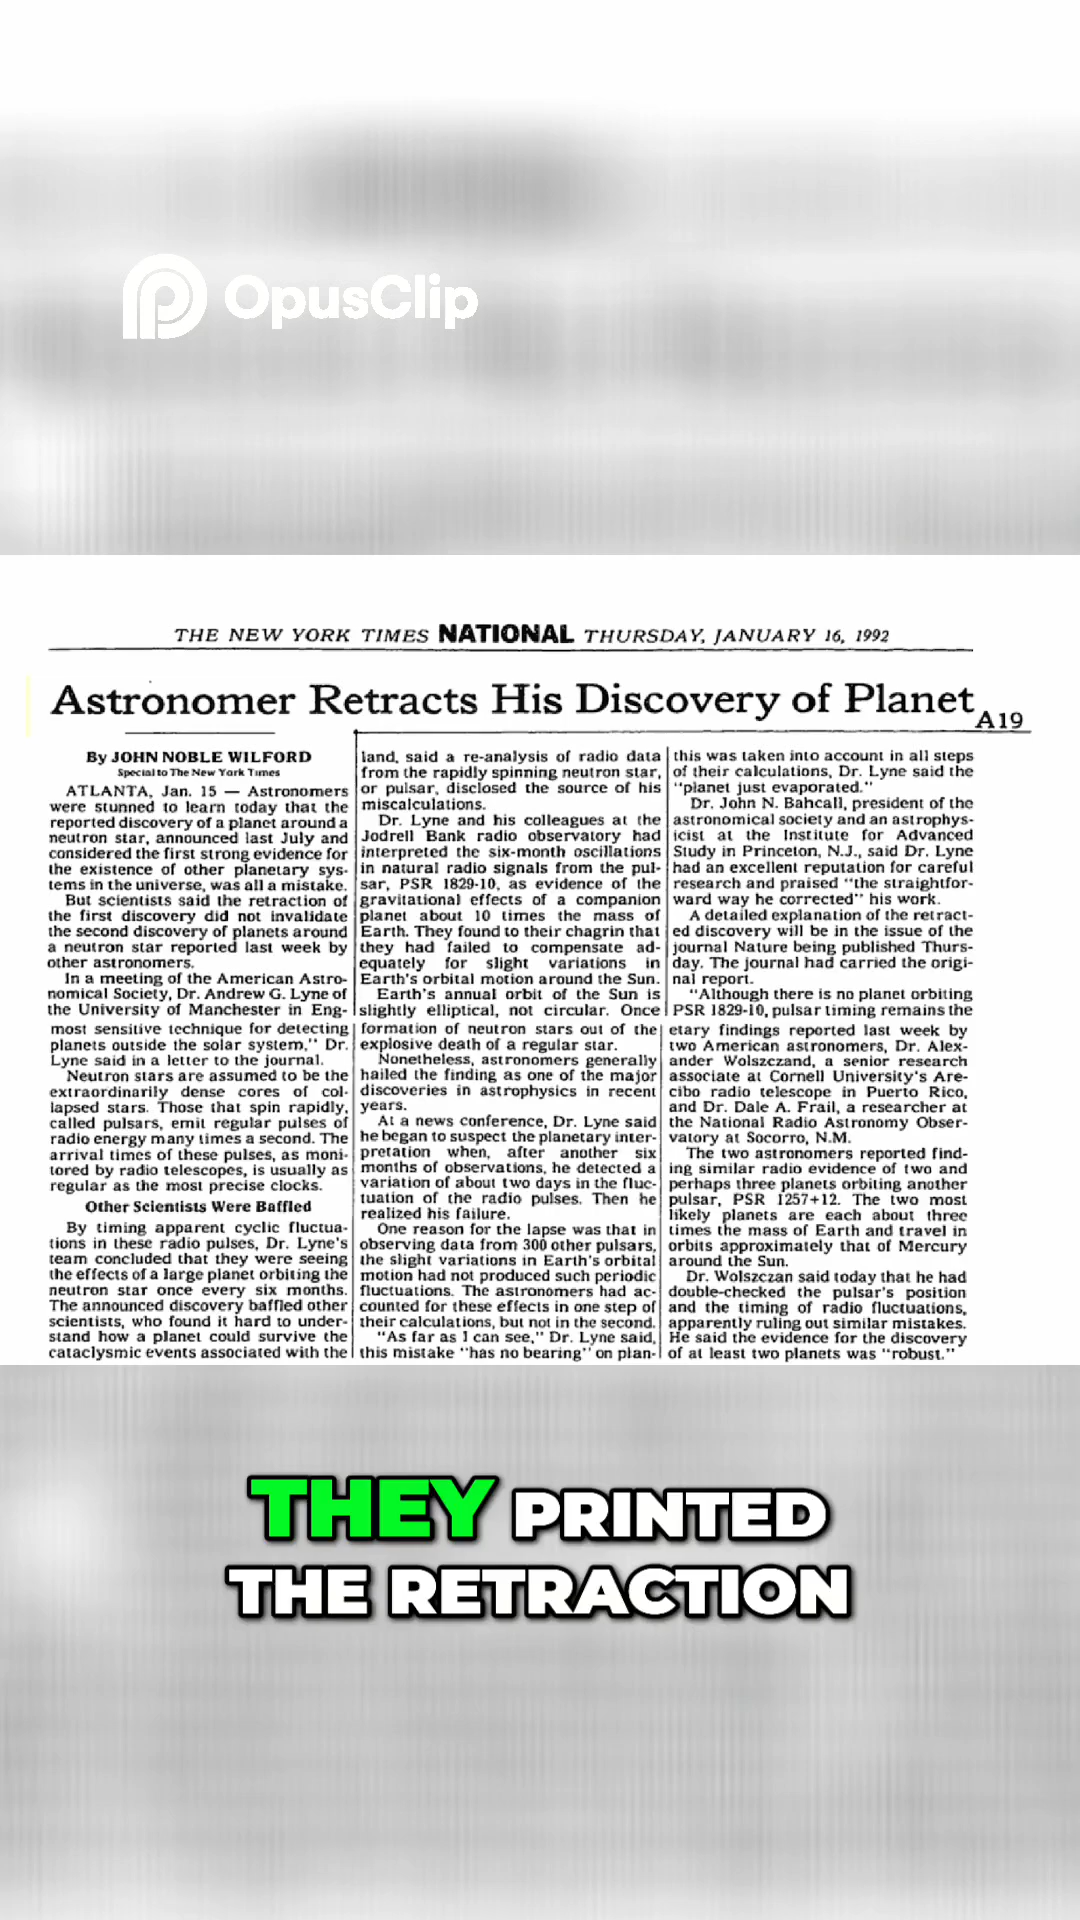 OpusClip
THE NEW YORK TIMES NATIONAL THURSDAY, JANUARY 16, 1992
Astronomer Retracts His Discovery of Planet
A19
By JOHN NOBLE WILFORD
Special to The New York Times
ATLANTA, Jan. 15 — Astronomers
were stunned to learn today that the
reported discovery of a planet around a
neutron star, announced last July and
considered the first strong evidence for
the existence of other planetary sys-
tems in the universe, was all a mistake.
But scientists said the retraction of
the first discovery did not invalidate
the second discovery of planets around
a neutron star reported last week by
other astronomers.
In a meeting of the American Astro-
nomical Society, Dr. Andrew G. Lyne of
the University of Manchester in Eng-
land, said a re-analysis of radio data
from the rapidly spinning neutron star,
or pulsar, disclosed the source of his
miscalculations.
Dr. Lyne and his colleagues at the
Jodrell Bank radio observatory had
interpreted the six-month oscillations
in natural radio signals from the pul-
sar, PSR 1829-10, as evidence of the
gravitational effects of a companion
planet about 10 times the mass of
Earth. They found to their chagrin that
they had failed to compensate ad-
equately for slight variations in
Earth's orbital motion around the Sun.
Earth's annual orbit of the Sun is
slightly elliptical, not circular. Once
this was taken into account in all steps
of their calculations, Dr. Lyne said the
"planet just evaporated."
Dr. John N. Bahcall, president of the
astronomical society and an astrophys-
icist at the Institute for Advanced
Study in Princeton, N.J., said Dr. Lyne
had an excellent reputation for careful
research and praised "the straightfor-
ward way he corrected" his work.
A detailed explanation of the retract-
ed discovery will be in the issue of the
journal Nature being published Thurs-
day. The journal had carried the origi-
nal report.
"Although there is no planet orbiting
PSR 1829-10, pulsar timing remains the
most sensitive technique for detecting
planets outside the solar system," Dr.
Lyne said in a letter to the journal.
Neutron stars are assumed to be the
extraordinarily dense cores of col-
lapsed stars. Those that spin rapidly,
called pulsars, emit regular pulses of
radio energy many times a second. The
arrival times of these pulses, as moni-
tored by radio telescopes, is usually as
regular as the most precise clocks.
Other Scientists Were Baffled
By timing apparent cyclic fluctua-
tions in these radio pulses, Dr. Lyne's
team concluded that they were seeing
the effects of a large planet orbiting the
neutron star once every six months.
The announced discovery baffled other
scientists, who found it hard to under-
stand how a planet could survive the
cataclysmic events associated with the
formation of neutron stars out of the
explosive death of a regular star.
Nonetheless, astronomers generally
hailed the finding as one of the major
discoveries in astrophysics in recent
years.
At a news conference, Dr. Lyne said
he began to suspect the planetary inter-
pretation when, after another six
months of observations, he detected a
variation of about two days in the fluc-
tuation of the radio pulses. Then he
realized his failure.
One reason for the lapse was that in
observing data from 300 other pulsars,
the slight variations in Earth's orbital
motion had not produced such periodic
fluctuations. The astronomers had ac-
counted for these effects in one step of
their calculations, but not in the second.
"As far as I can see," Dr. Lyne said,
this mistake "has no bearing" on plan-
etary findings reported last week by
two American astronomers, Dr. Alex-
ander Wolszczand, a senior research
associate at Cornell University's Are-
cibo radio telescope in Puerto Rico,
and Dr. Dale A. Frail, a researcher at
the National Radio Astronomy Obser-
vatory at Socorro, N.M.
The two astronomers reported find-
ing similar radio evidence of two and
perhaps three planets orbiting another
pulsar, PSR 1257+12. The two most
likely planets are each about three
times the mass of Earth and travel in
orbits approximately that of Mercury
around the Sun.
Dr. Wolszczan said today that he had
double-checked the pulsar's position
and the timing of radio fluctuations,
apparently ruling out similar mistakes.
He said the evidence for the discovery
of at least two planets was "robust."
THEY PRINTED
THE RETRACTION